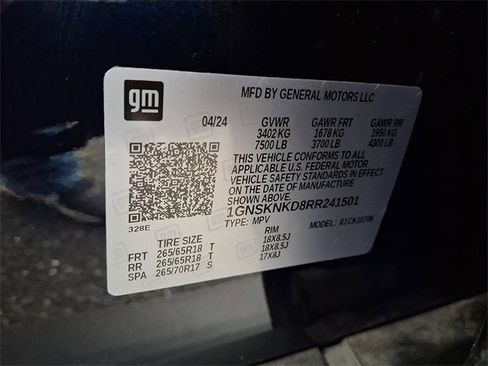 gm
MFD BY GENERAL MOTORS LLC
04/24 GVWR GAWR FRT GAWR RR
3402 KG 1678 KG 1950 KG
7500 LB 3700 LB 4300 LB
THIS VEHICLE CONFORMS TO ALL
APPLICABLE U.S. FEDERAL MOTOR
VEHICLE SAFETY STANDARDS IN EFFECT
ON THE DATE OF MANUFACTURE
SHOWN ABOVE.
1GNSKNKD8RR241501
TYPE: MPV MODEL:
328E
TIRE SIZE RIM
FRT 265/65R18 T 18X8.5J
RR 265/65R18 T 18X8.5J
SPA 265/70R17 S 17X8J